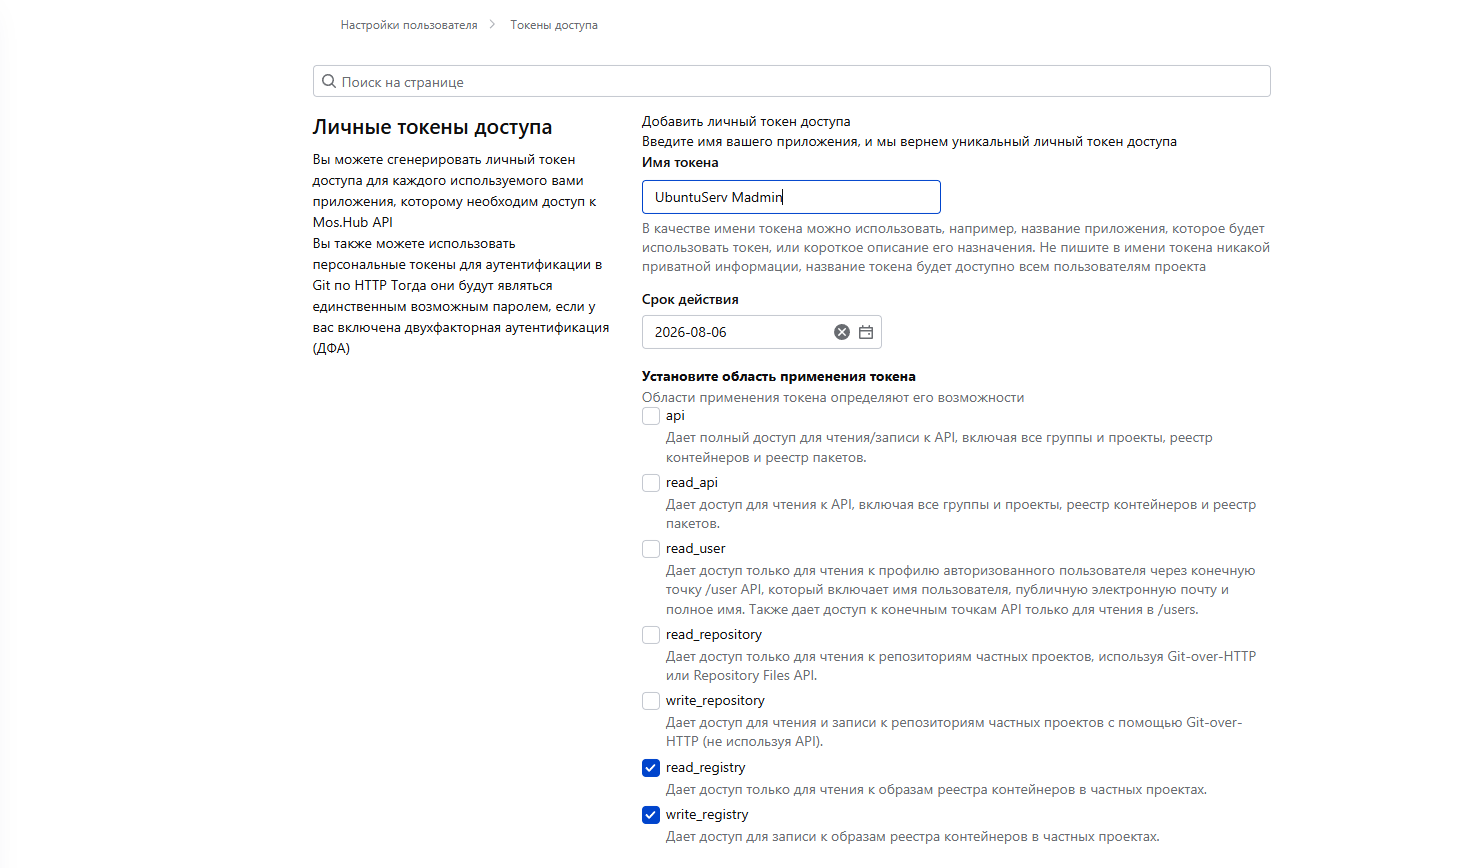 Настройки пользователя > Токены доступа
Поиск на странице
Личные токены доступа
Вы можете сгенерировать личный токен
доступа для каждого используемого вами
приложения, которому необходим доступ к
Mos.Hub API
Вы также можете использовать
персональные токены для аутентификации в
Git по HTTP Тогда они будут являться
единственным возможным паролем, если у
вас включена двухфакторная аутентификация
(ДФА)
Добавить личный токен доступа
Введите имя вашего приложения, и мы вернем уникальный личный токен доступа
Имя токена
UbuntuServ Madmin
В качестве имени токена можно использовать, например, название приложения, которое будет
использовать токен, или короткое описание его назначения. Не пишите в имени токена никакой
приватной информации, название токена будет доступно всем пользователям проекта
Срок действия
2026-08-06
Установите область применения токена
Области применения токена определяют его возможности
api
Дает полный доступ для чтения/записи к API, включая все группы и проекты, реестр
контейнеров и реестр пакетов.
read_api
Дает доступ для чтения к API, включая все группы и проекты, реестр контейнеров и реестр
пакетов.
read_user
Дает доступ только для чтения к профилю авторизованного пользователя через конечную
точку /user API, который включает имя пользователя, публичную электронную почту и
полное имя. Также дает доступ к конечным точкам API только для чтения в /users.
read_repository
Дает доступ только для чтения к репозиториям частных проектов, используя Git-over-HTTP
или Repository Files API.
write_repository
Дает доступ для чтения и записи к репозиториям частных проектов с помощью Git-over-
HTTP (не используя API).
read_registry
Дает доступ только для чтения к образам реестра контейнеров в частных проектах.
write_registry
Дает доступ для записи к образам реестра контейнеров в частных проектах.